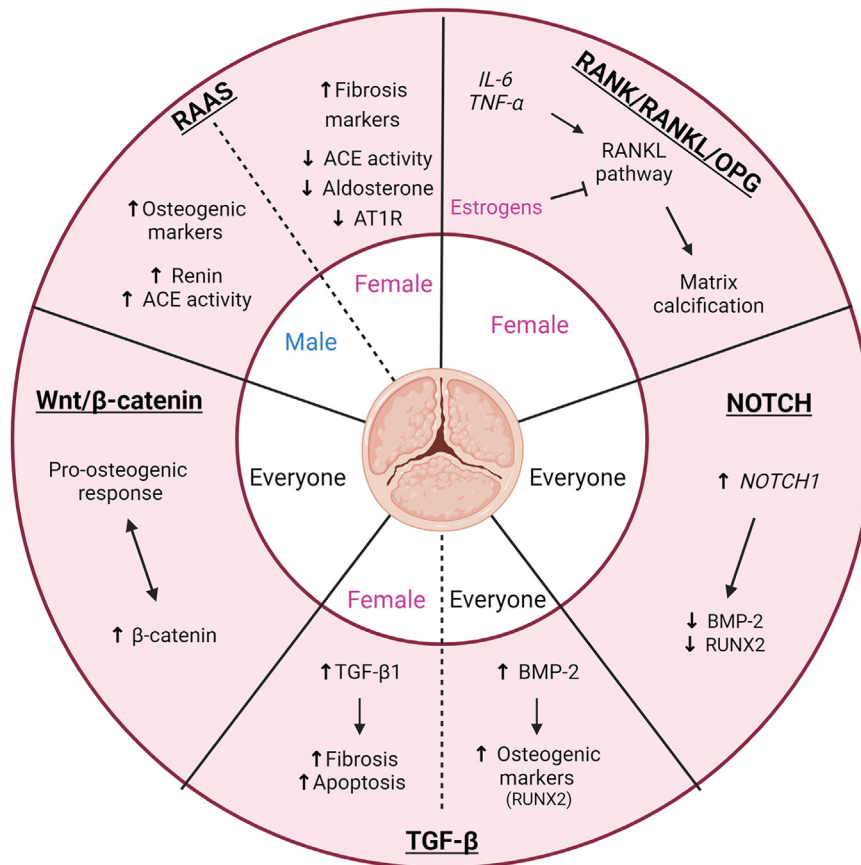 RAAS
↑Fibrosis
markers
↓ ACE activity
↓ Aldosterone
↓ AT1R
↑Osteogenic
markers
↑ Renin
↑ ACE activity
Female
Male
RANK/RANKL/OPG
IL-6
TNF-α
RANKL
pathway
Estrogens
Matrix
calcification
Female
NOTCH
↑ NOTCH1
↓ BMP-2
↓ RUNX2
Everyone
TGF-β
Everyone
↑ BMP-2
↑ Osteogenic
markers
(RUNX2)
Female
↑TGF-β1
↑Fibrosis
↑Apoptosis
Wnt/β-catenin
Pro-osteogenic
response
↑ β-catenin
Everyone